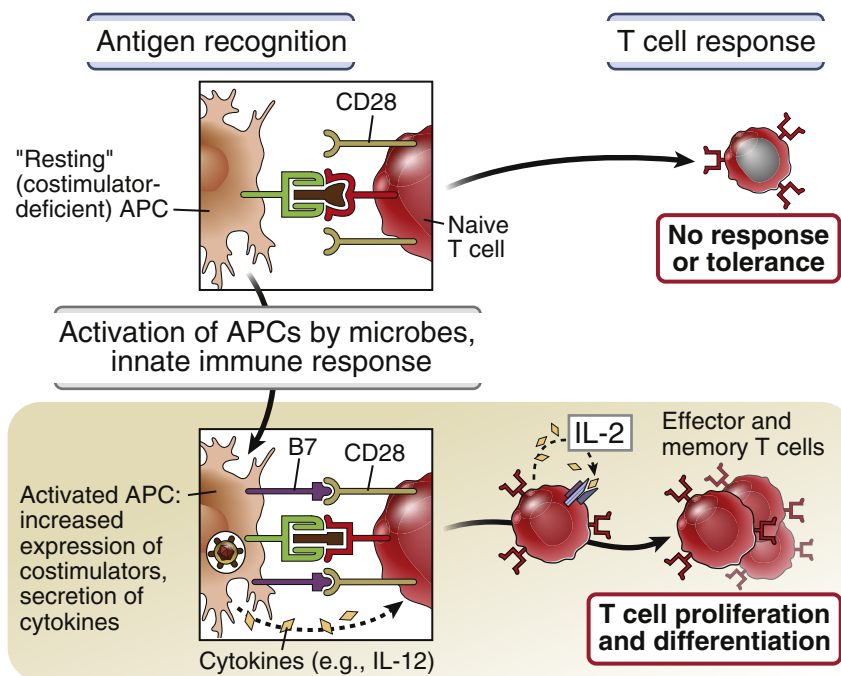 Antigen recognition
T cell response
CD28
"Resting"
(costimulator-
deficient) APC
Naive
T cell
No response
or tolerance
Activation of APCs by microbes,
innate immune response
B7
CD28
IL-2
Effector and
memory T cells
Activated APC:
increased
expression of
costimulators,
secretion of
cytokines
Cytokines (e.g., IL-12)
T cell proliferation
and differentiation